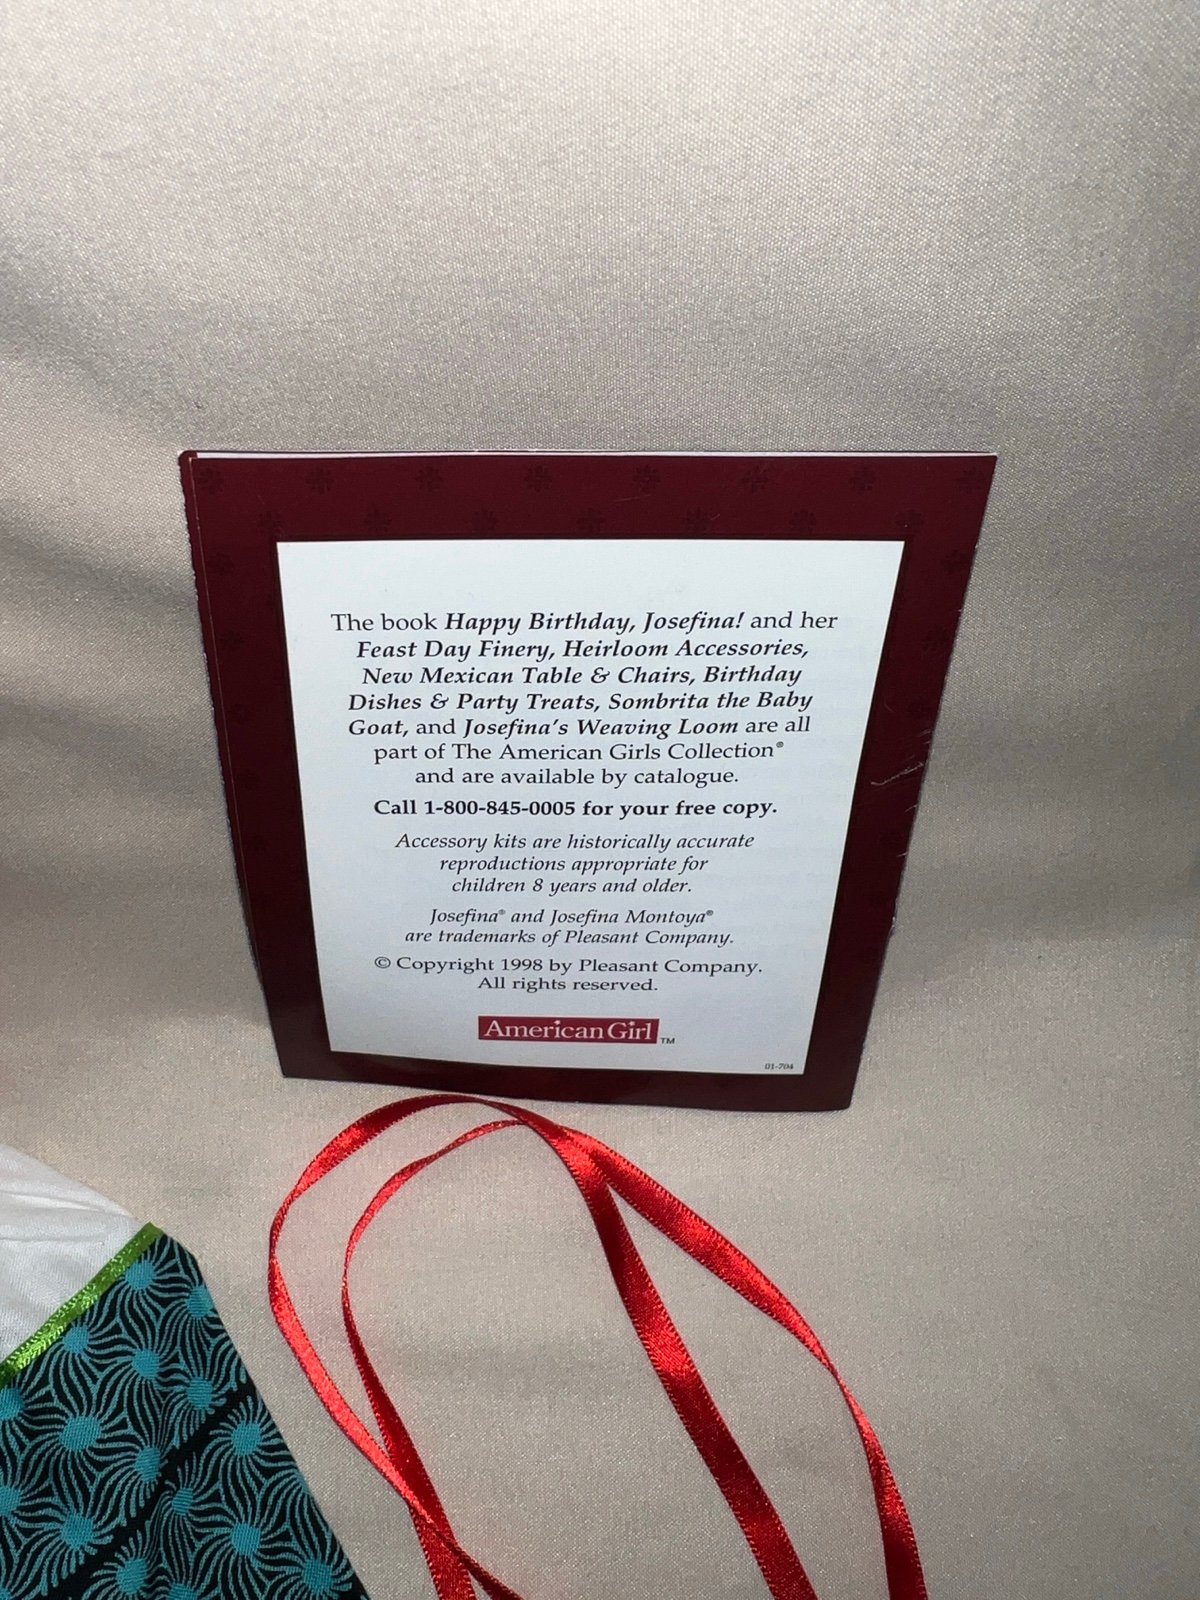 The book Happy Birthday, Josefina! and her
Feast Day Finery, Heirloom Accessories,
New Mexican Table & Chairs, Birthday
Dishes & Party Treats, Sombrita the Baby
Goat, and Josefina's Weaving Loom are all
part of The American Girls Collection®
and are available by catalogue.
Call 1-800-845-0005 for your free copy.
Accessory kits are historically accurate
reproductions appropriate for
children 8 years and older.
Josefina® and Josefina Montoya®
are trademarks of Pleasant Company.
© Copyright 1998 by Pleasant Company.
All rights reserved.
American Girl™
01-704